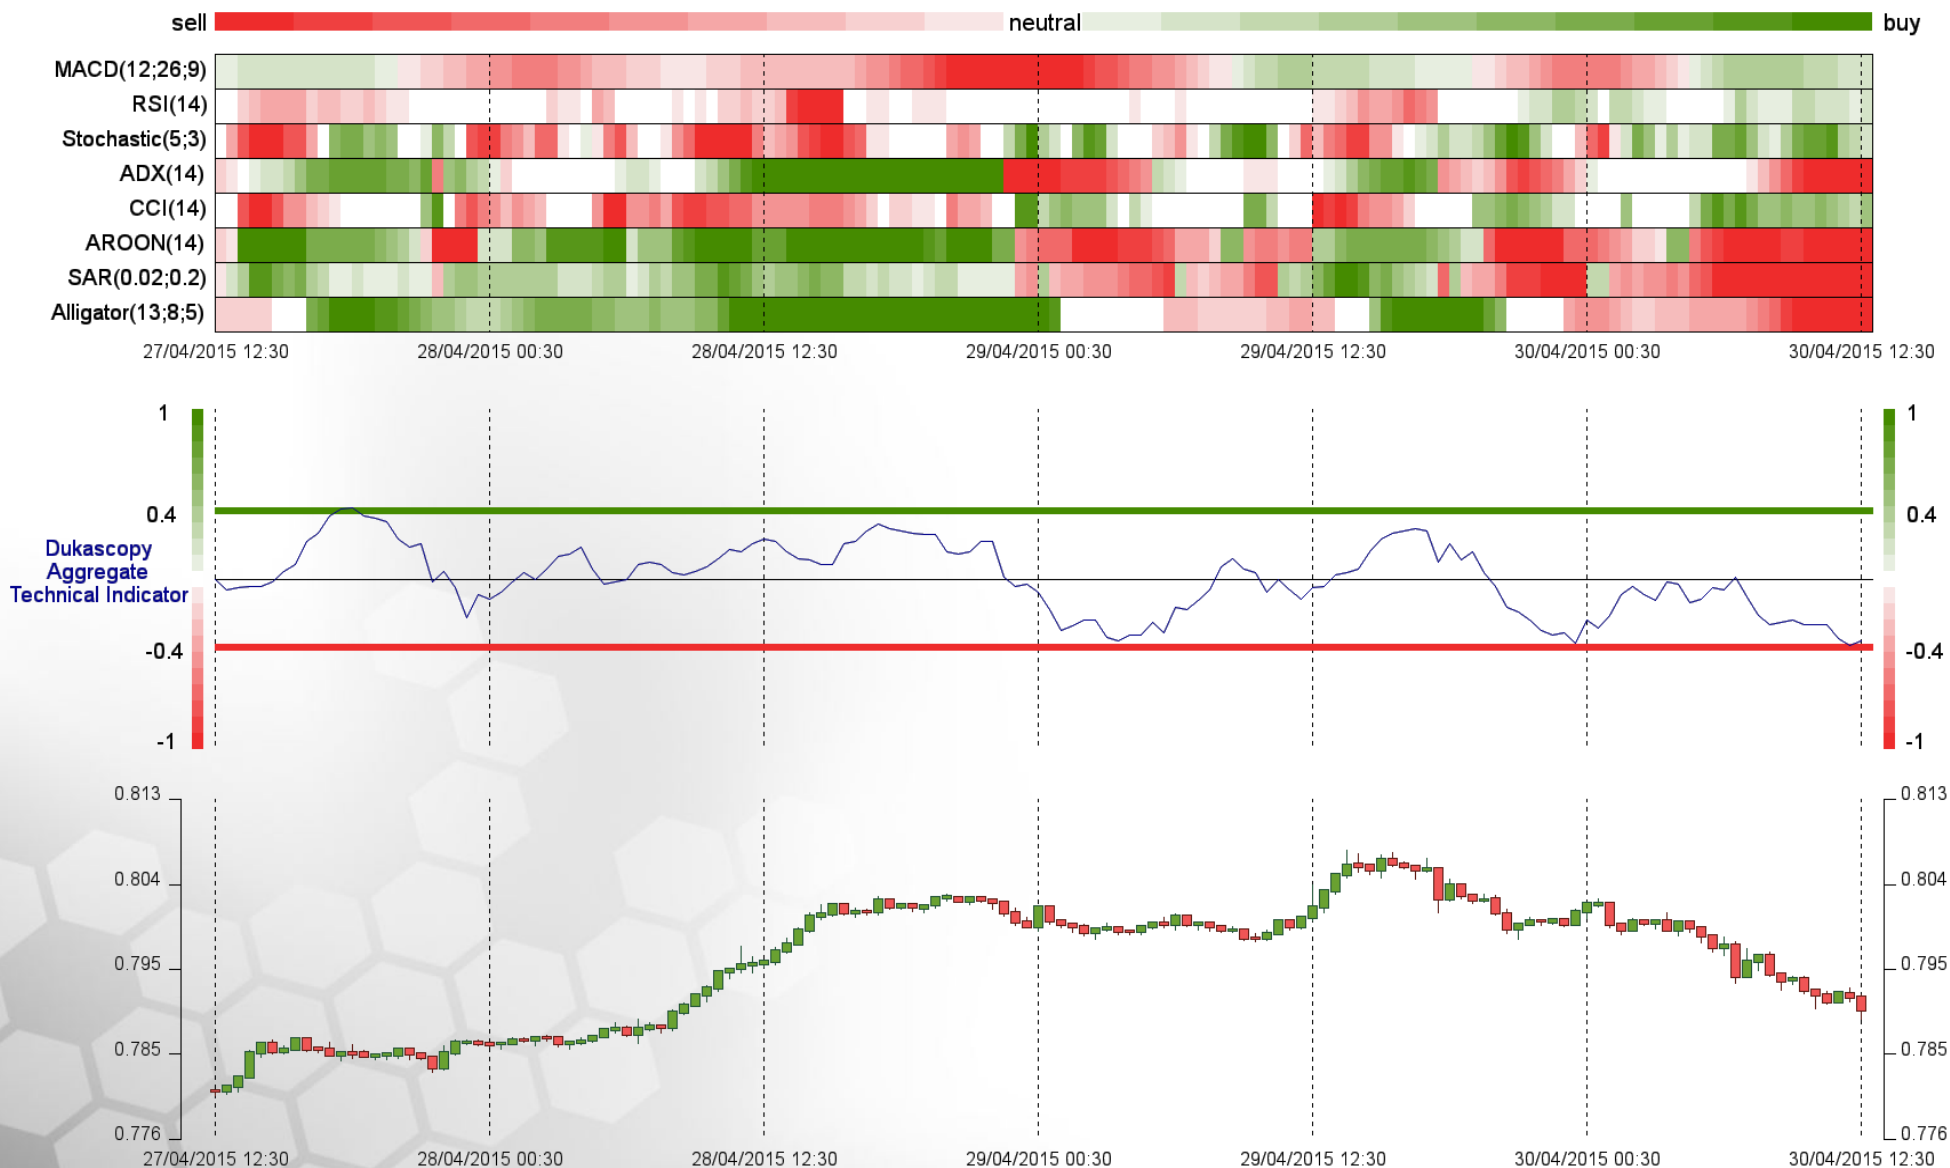 sell neutral buy
MACD(12;26;9)
RSI(14)
Stochastic(5;3)
ADX(14)
CCI(14)
AROON(14)
SAR(0.02;0.2)
Alligator(13;8;5)
27/04/2015 12:30 28/04/2015 00:30 28/04/2015 12:30 29/04/2015 00:30 29/04/2015 12:30 30/04/2015 00:30 30/04/2015 12:30
1 1
0.4 0.4
Dukascopy
Aggregate
Technical Indicator
-0.4 -0.4
-1 -1
0.813 0.813
0.804 0.804
0.795 0.795
0.785 0.785
0.776 0.776
27/04/2015 12:30 28/04/2015 00:30 28/04/2015 12:30 29/04/2015 00:30 29/04/2015 12:30 30/04/2015 00:30 30/04/2015 12:30